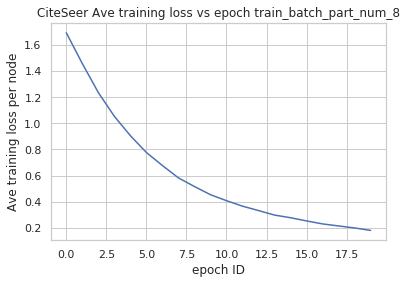 CiteSeer Ave training loss vs epoch train_batch_part_num_8
Ave training loss per node
1.6
1.4
1.2
1.0
0.8
0.6
0.4
0.2
0.0 2.5 5.0 7.5 10.0 12.5 15.0 17.5
epoch ID